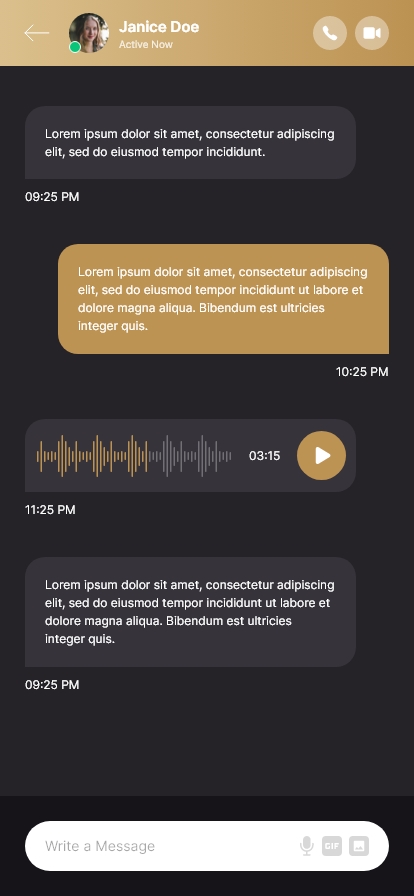 Janice Doe
Active Now
Lorem ipsum dolor sit amet, consectetur adipiscing
elit, sed do eiusmod tempor incididunt.
09:25 PM
Lorem ipsum dolor sit amet, consectetur adipiscing
elit, sed do eiusmod tempor incididunt ut labore et
dolore magna aliqua. Bibendum est ultricies
integer quis.
10:25 PM
03:15
11:25 PM
Lorem ipsum dolor sit amet, consectetur adipiscing
elit, sed do eiusmod tempor incididunt ut labore et
dolore magna aliqua. Bibendum est ultricies
integer quis.
09:25 PM
Write a Message
GIF